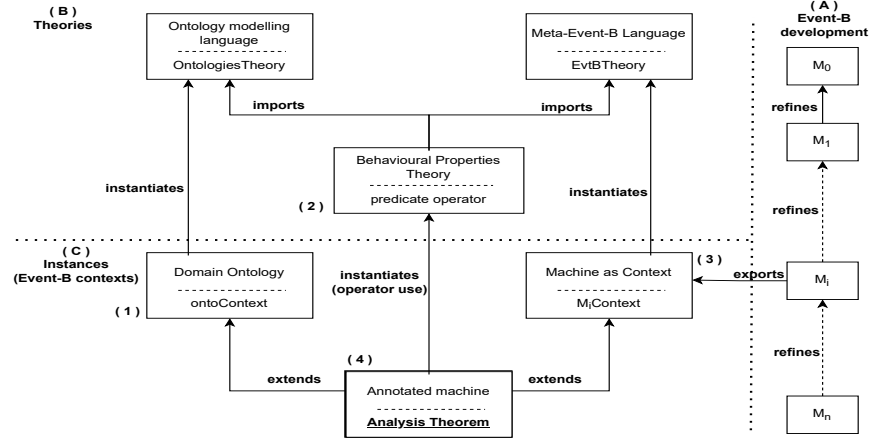 ( B )
Theories
Ontology modelling
language
OntologiesTheory
Meta-Event-B Language
EvtBTheory
( A )
Event-B
development
M0
refines
M1
imports
imports
Behavioural Properties
Theory
predicate operator
( 2 )
instantiates
instantiates
refines
( C )
Instances
(Event-B contexts)
( 1 )
Domain Ontology
ontoContext
instantiates
(operator use)
Machine as Context
MiContext
( 3 )
exports
Mi
refines
( 4 )
extends
extends
Annotated machine
Analysis Theorem
Mn